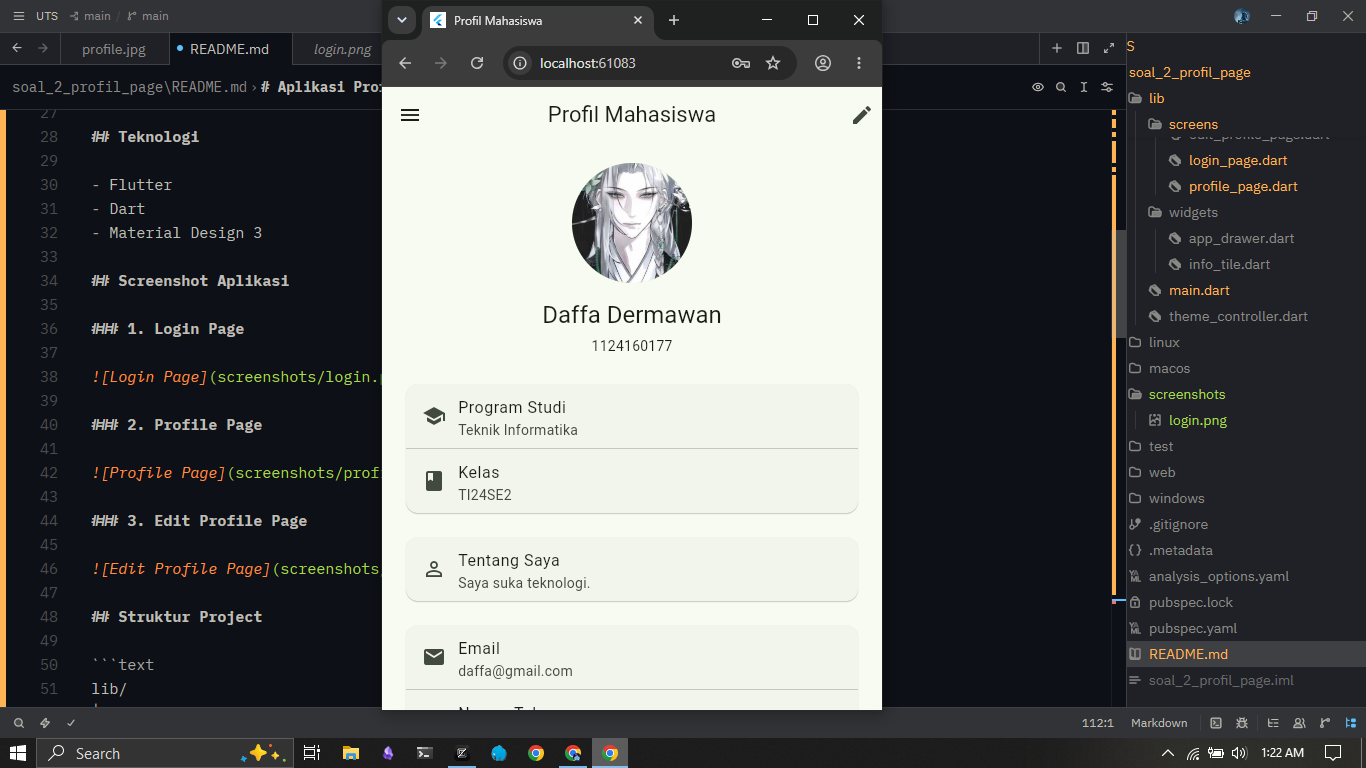 UTS main / main
profile.jpg README.md login.png
soal_2_profil_page\README.md › # Aplikasi Pro
27
28 ## Teknologi
29
30 - Flutter
31 - Dart
32 - Material Design 3
33
34 ## Screenshot Aplikasi
35
36 ### 1. Login Page
37
38 ![Login Page](screenshots/login.
39
40 ### 2. Profile Page
41
42 ![Profile Page](screenshots/prof
43
44 ### 3. Edit Profile Page
45
46 ![Edit Profile Page](screenshots
47
48 ## Struktur Project
49
50 ```text
51 lib/
Profil Mahasiswa
localhost:61083
Profil Mahasiswa
Daffa Dermawan
1124160177
Program Studi
Teknik Informatika
Kelas
TI24SE2
Tentang Saya
Saya suka teknologi.
Email
daffa@gmail.com
S
soal_2_profil_page
lib
screens
edit_profile_page.dart
login_page.dart
profile_page.dart
widgets
app_drawer.dart
info_tile.dart
main.dart
theme_controller.dart
linux
macos
screenshots
login.png
test
web
windows
.gitignore
.metadata
analysis_options.yaml
pubspec.lock
pubspec.yaml
README.md
soal_2_profil_page.iml
112:1 Markdown
Search
1:22 AM